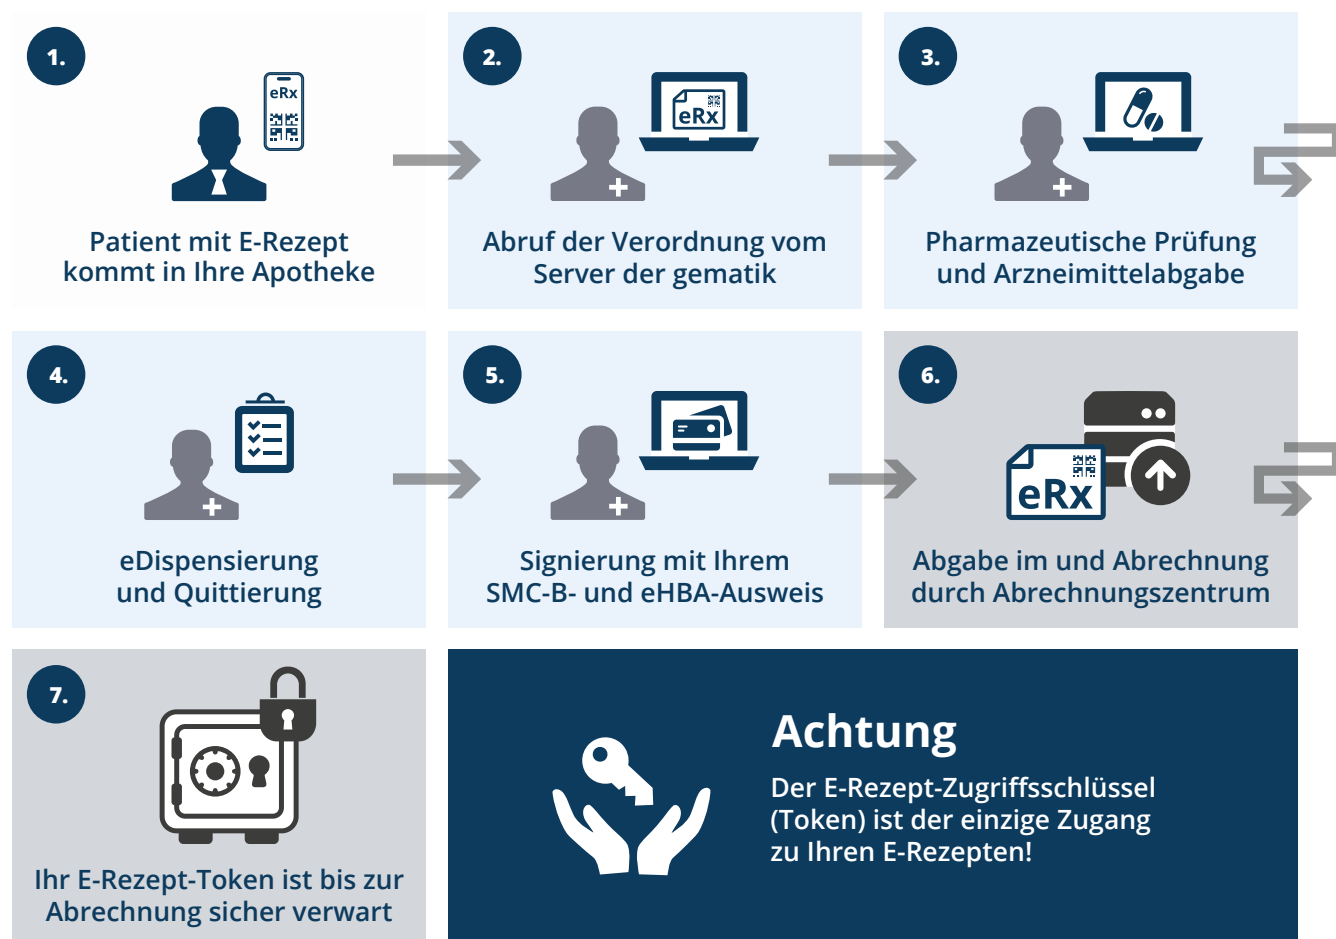 1.
eRx
Patient mit E-Rezept
kommt in Ihre Apotheke
2.
eRx
Abruf der Verordnung vom
Server der gematik
3.
Pharmazeutische Prüfung
und Arzneimittelabgabe
4.
eDispensierung
und Quittierung
5.
Signierung mit Ihrem
SMC-B- und eHBA-Ausweis
6.
eRx
Abgabe im und Abrechnung
durch Abrechnungszentrum
7.
Ihr E-Rezept-Token ist bis zur
Abrechnung sicher verwart
Achtung
Der E-Rezept-Zugriffsschlüssel
(Token) ist der einzige Zugang
zu Ihren E-Rezepten!